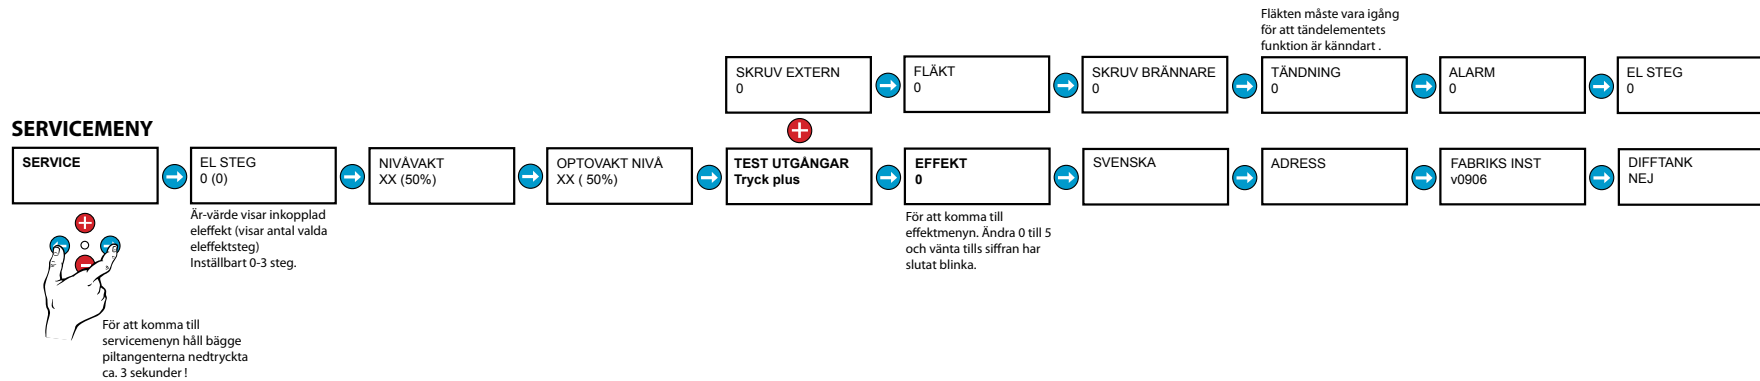 Fläkten måste vara igång
för att tändelementets
funktion är känndart .
SKRUV EXTERN
0
FLÄKT
0
SKRUV BRÄNNARE
0
TÄNDNING
0
ALARM
0
EL STEG
0
SERVICEMENY
SERVICE
EL STEG
0 (0)
NIVÅVAKT
XX (50%)
OPTOVAKT NIVÅ
XX ( 50%)
TEST UTGÅNGAR
Tryck plus
EFFEKT
0
SVENSKA
ADRESS
FABRIKS INST
v0906
DIFFTANK
NEJ
Är-värde visar inkopplad
eleffekt (visar antal valda
eleffektsteg)
Inställbart 0-3 steg.
För att komma till
effektmenyn. Ändra 0 till 5
och vänta tills siffran har
slutat blinka.
För att komma till
servicemenyn håll bägge
piltangenterna nedtryckta
ca. 3 sekunder !